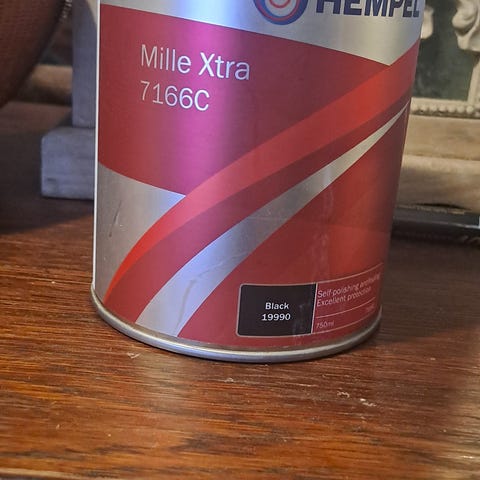 HEMPEL
Mille Xtra
7166C
Black
19990
Self-polishing antifouling
Excellent protection
750ml